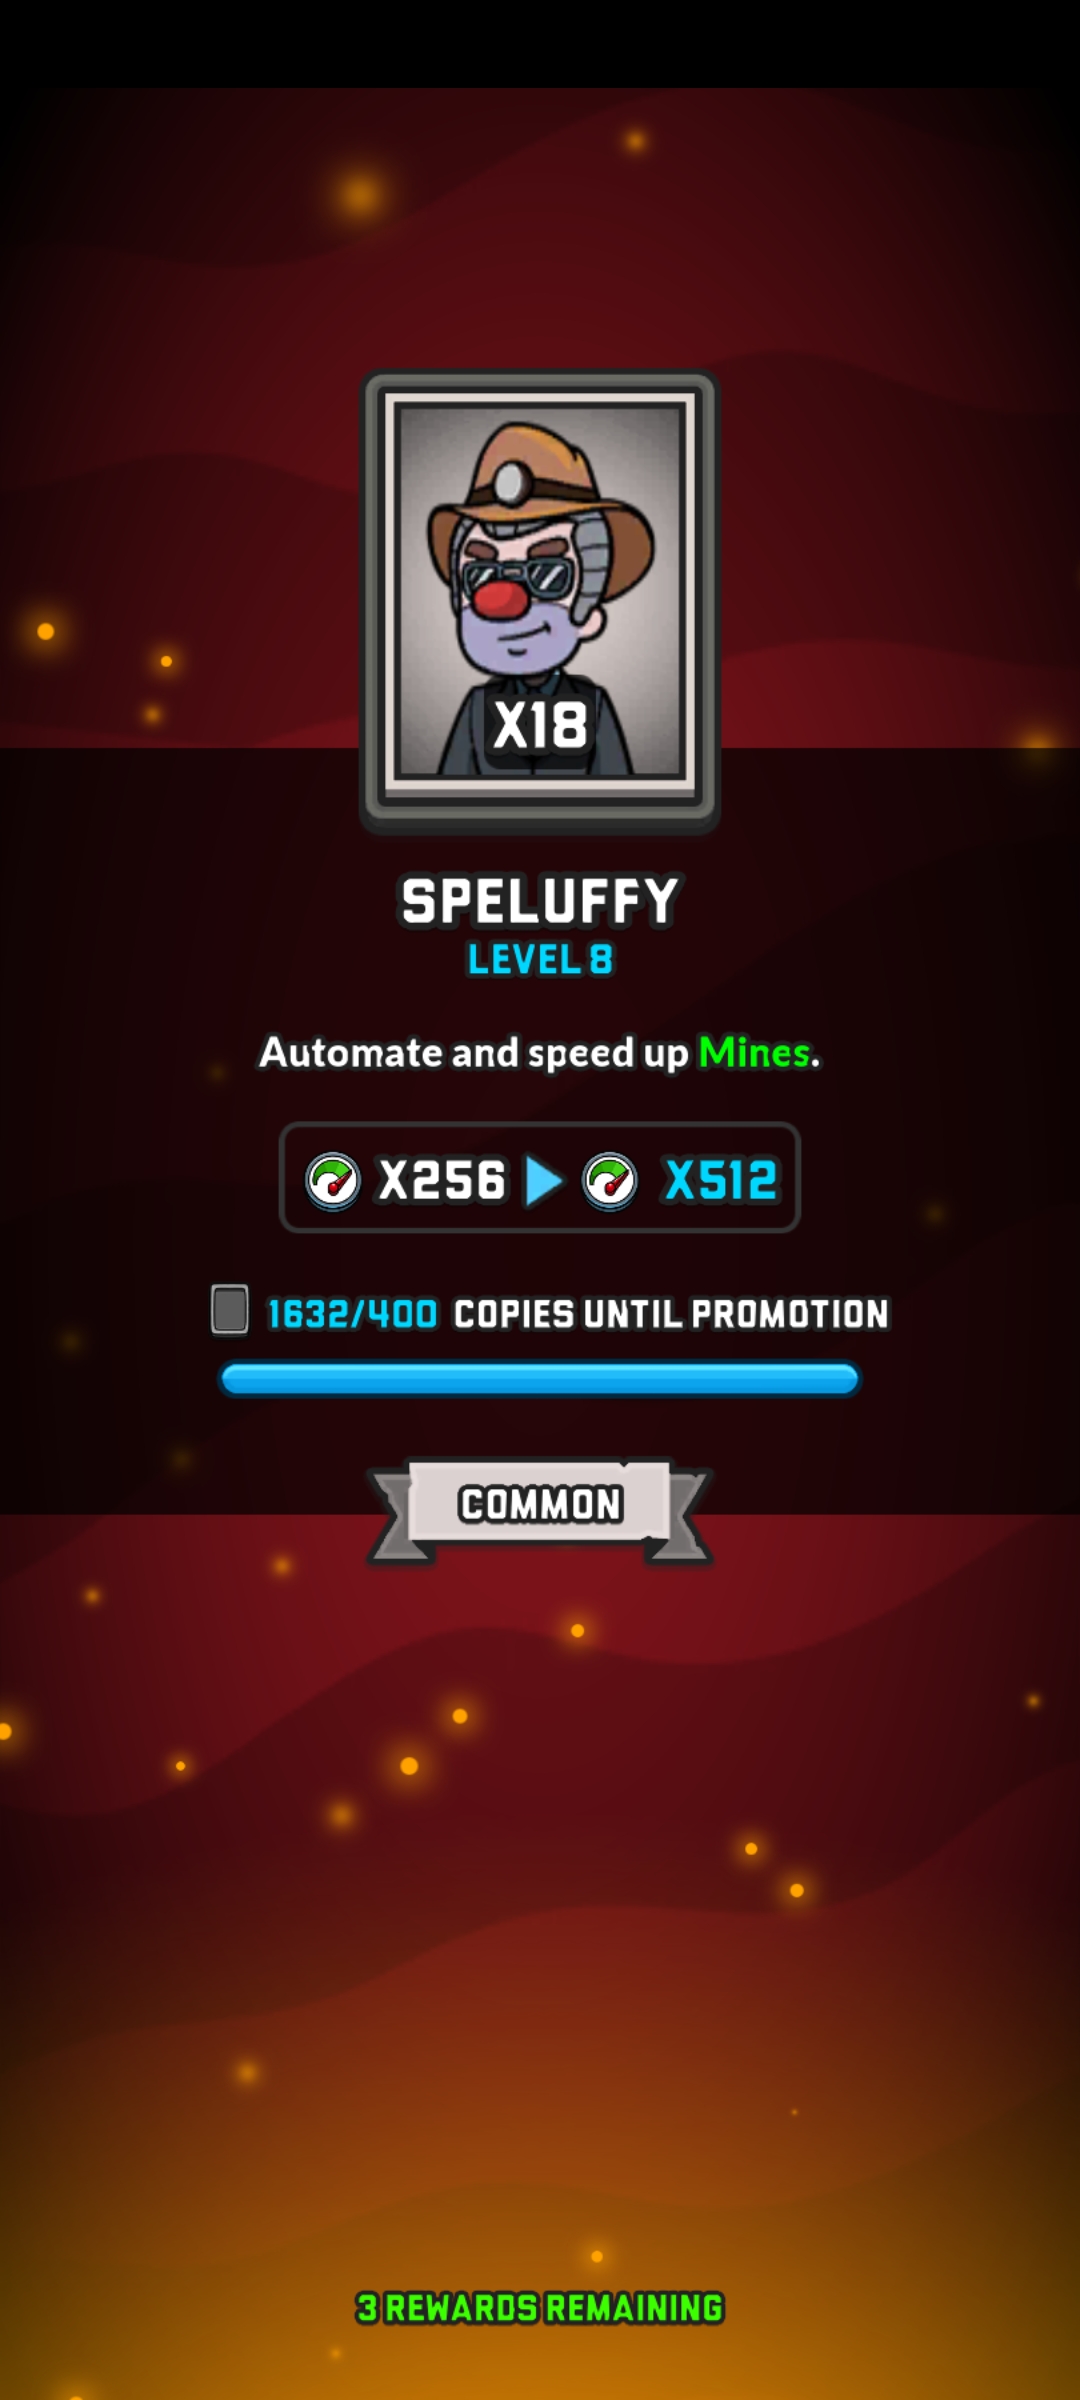 X18
SPELUFFY
LEVEL 8
Automate and speed up Mines.
X256 X512
1632/400 COPIES UNTIL PROMOTION
COMMON
3 REWARDS REMAINING